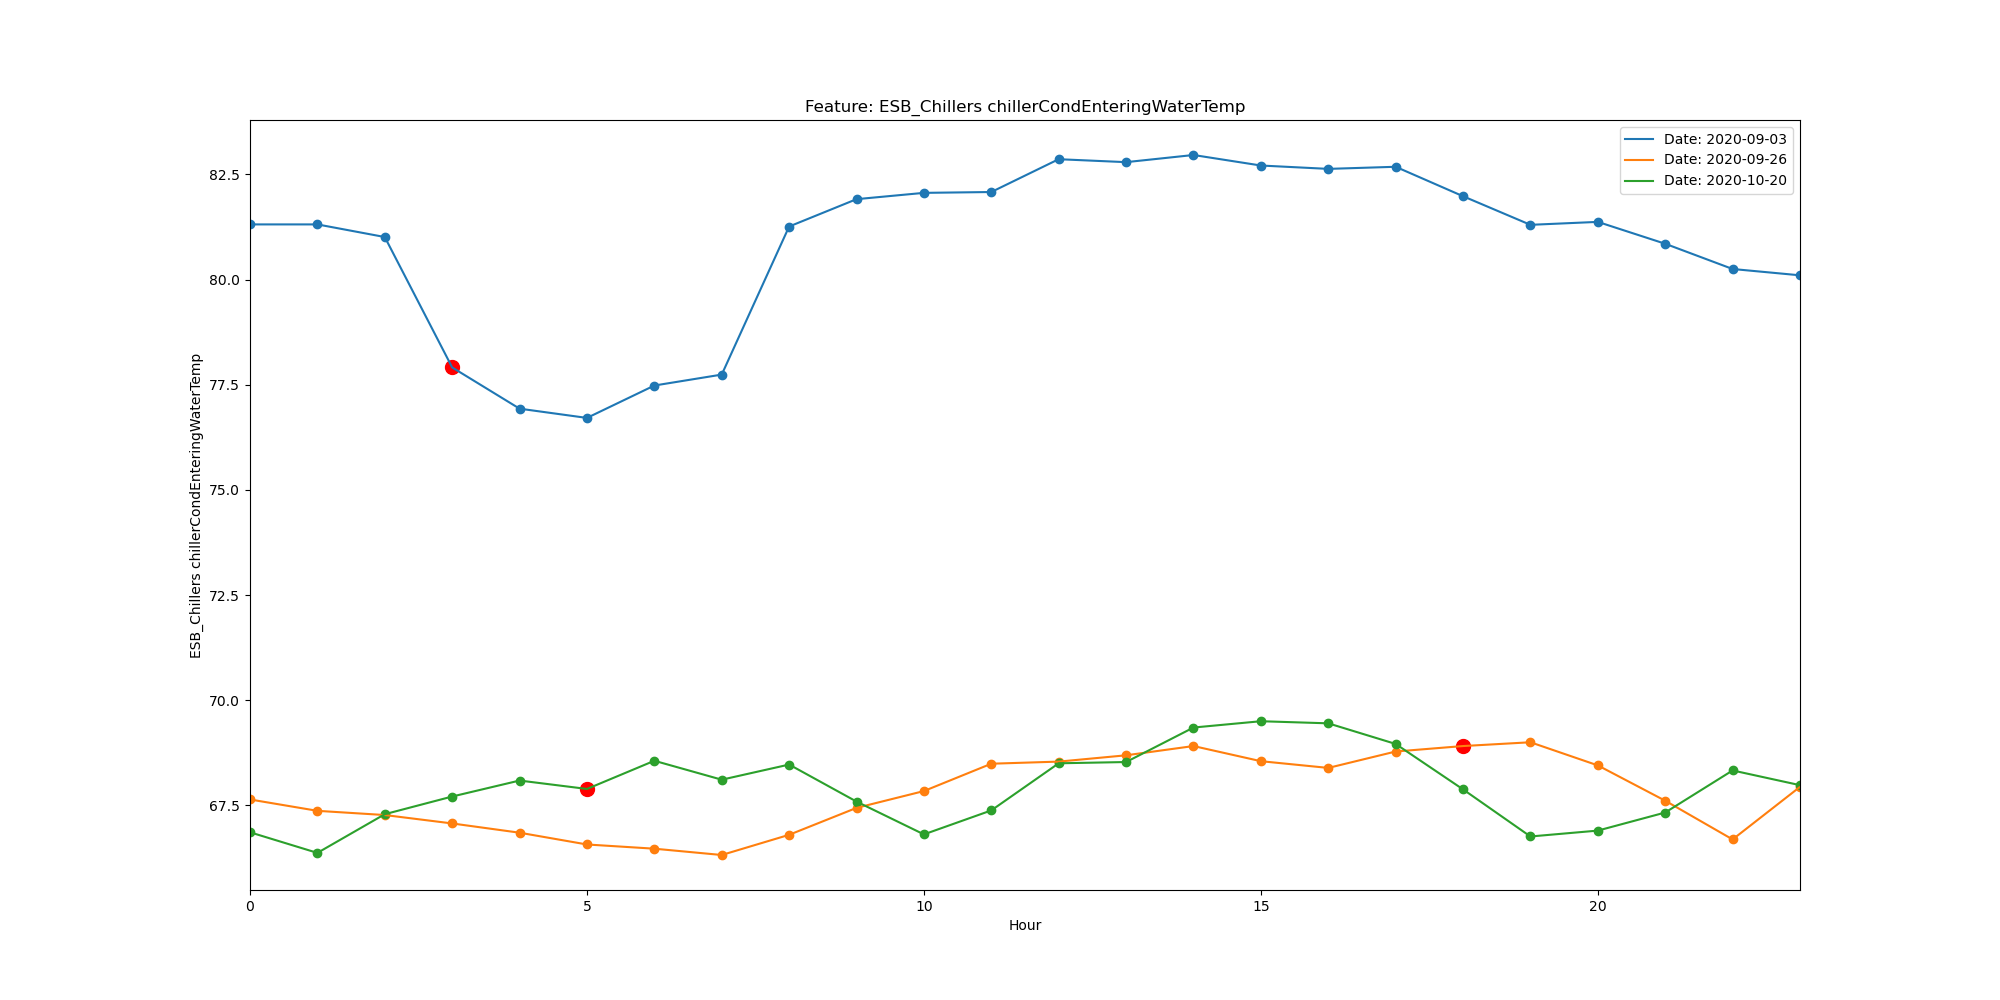 Feature: ESB_Chillers chillerCondEnteringWaterTemp
Date: 2020-09-03
Date: 2020-09-26
Date: 2020-10-20
ESB_Chillers chillerCondEnteringWaterTemp
82.5
80.0
77.5
75.0
72.5
70.0
67.5
0
5
10
15
20
Hour